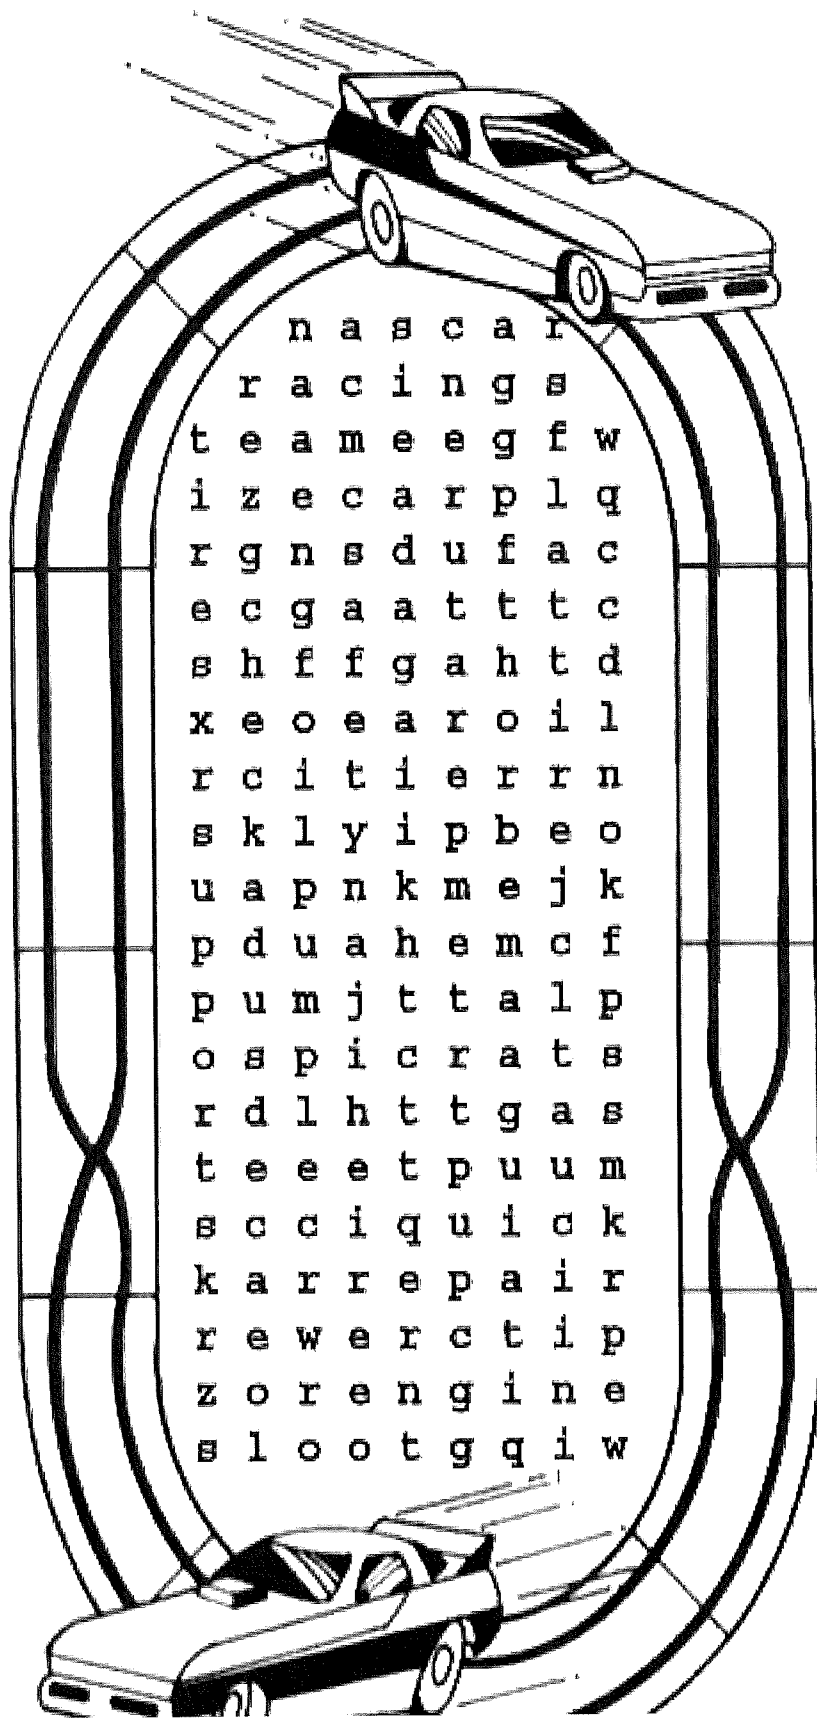 n a s c a r
r a c i n g s
t e a m e e g f w
i z e c a r p l q
r g n s d u f a c
e c g a a t t t c
s h f f g a h t d
x e o e a r o i l
r c i t i e r r n
s k l y i p b e o
u a p n k m e j k
p d u a h e m c f
p u m j t t a l p
o s p i c r a t s
r d l h t t g a s
t e e e t p u u m
s c c i q u i c k
k a r r e p a i r
r e w e r c t i p
z o r e n g i n e
s l o o t g q i w